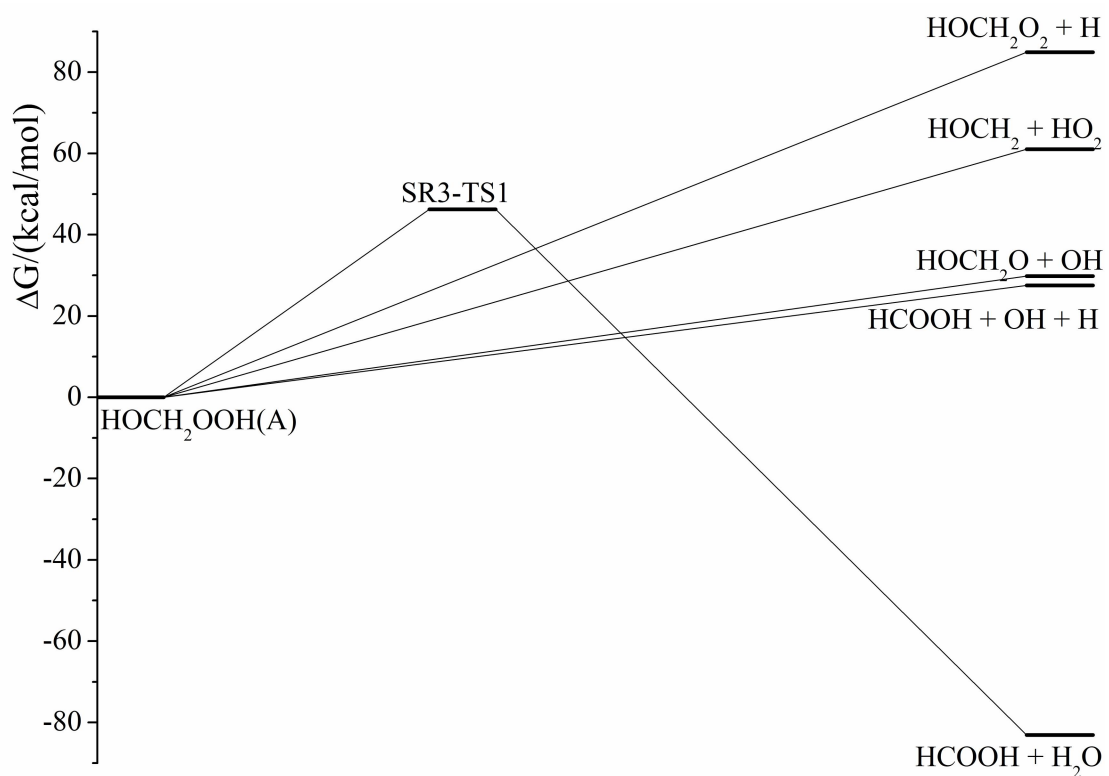 HOCH₂O₂ + H
80
HOCH₂ + HO₂
60
SR3-TS1
40
HOCH₂O + OH
20
HCOOH + OH + H
0
HOCH₂OOH(A)
-20
-40
-60
-80
HCOOH + H₂O
ΔG/(kcal/mol)